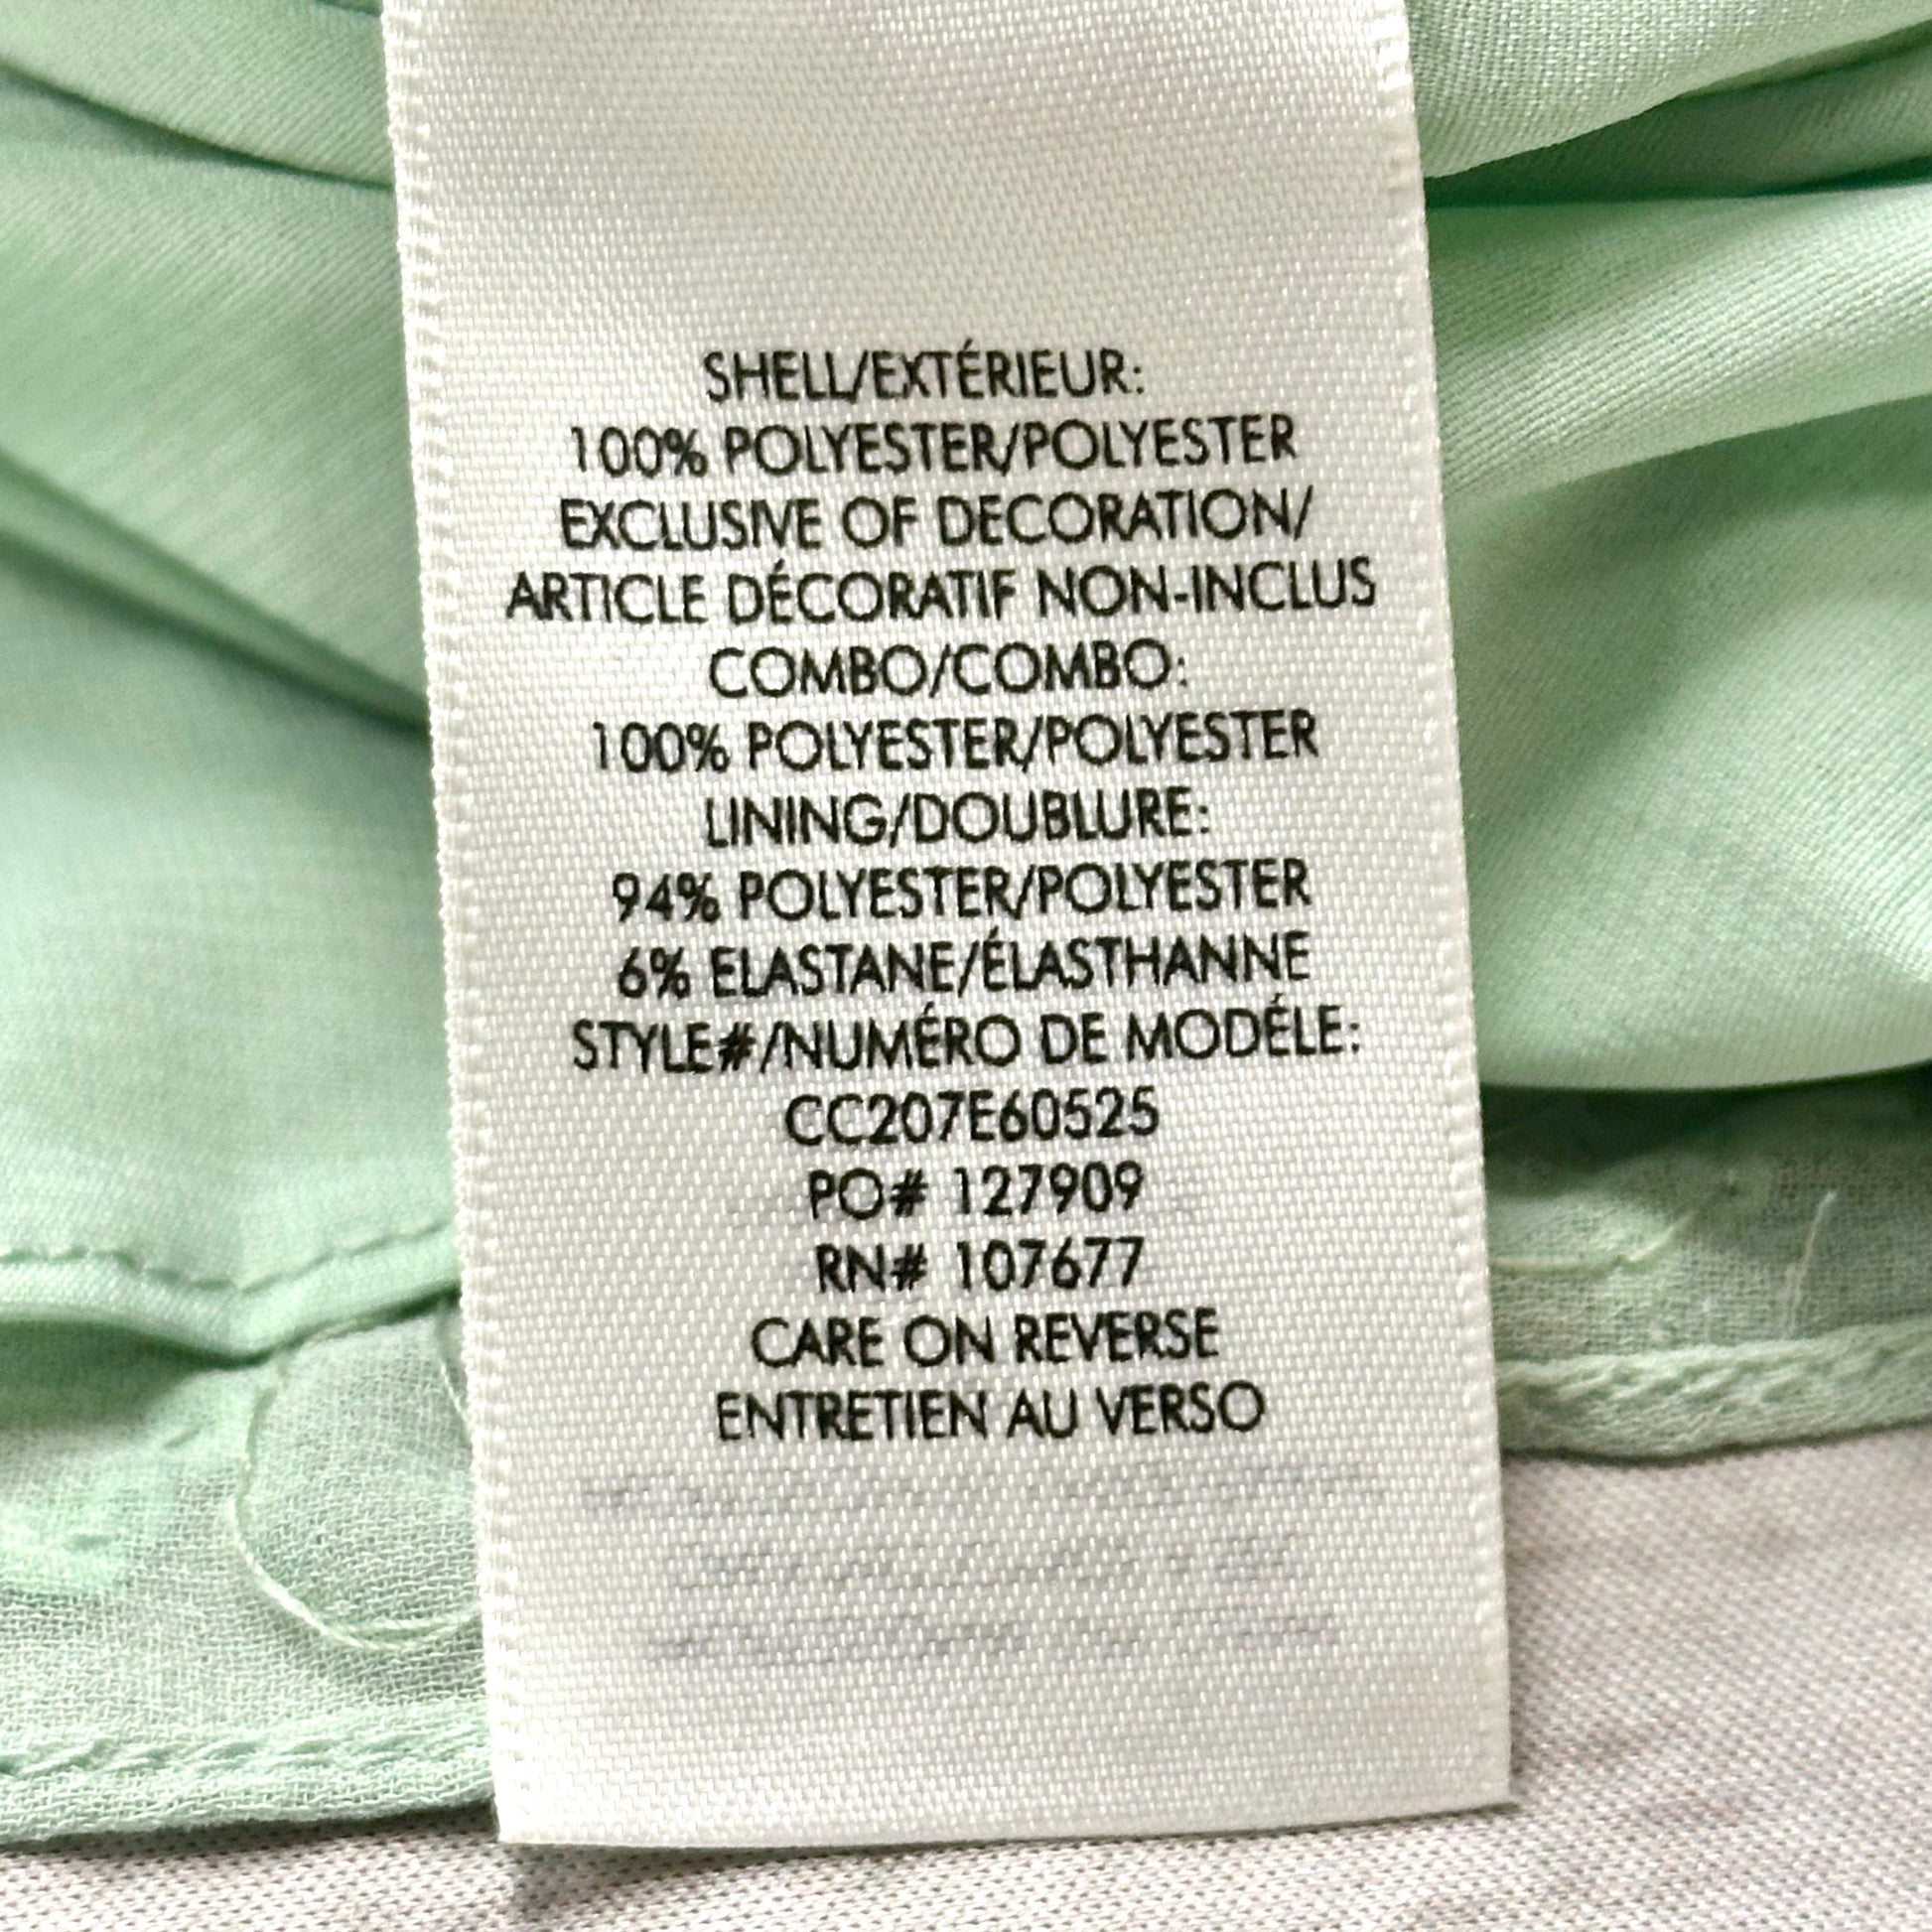 SHELL/EXTÉRIEUR:
100% POLYESTER/POLYESTER
EXCLUSIVE OF DECORATION/
ARTICLE DÉCORATIF NON-INCLUS
COMBO/COMBO:
100% POLYESTER/POLYESTER
LINING/DOUBLURE:
94% POLYESTER/POLYESTER
6% ELASTANE/ÉLASTHANNE
STYLE#/NUMÉRO DE MODÉLE:
CC207E60525
PO# 127909
RN# 107677
CARE ON REVERSE
ENTRETIEN AU VERSO